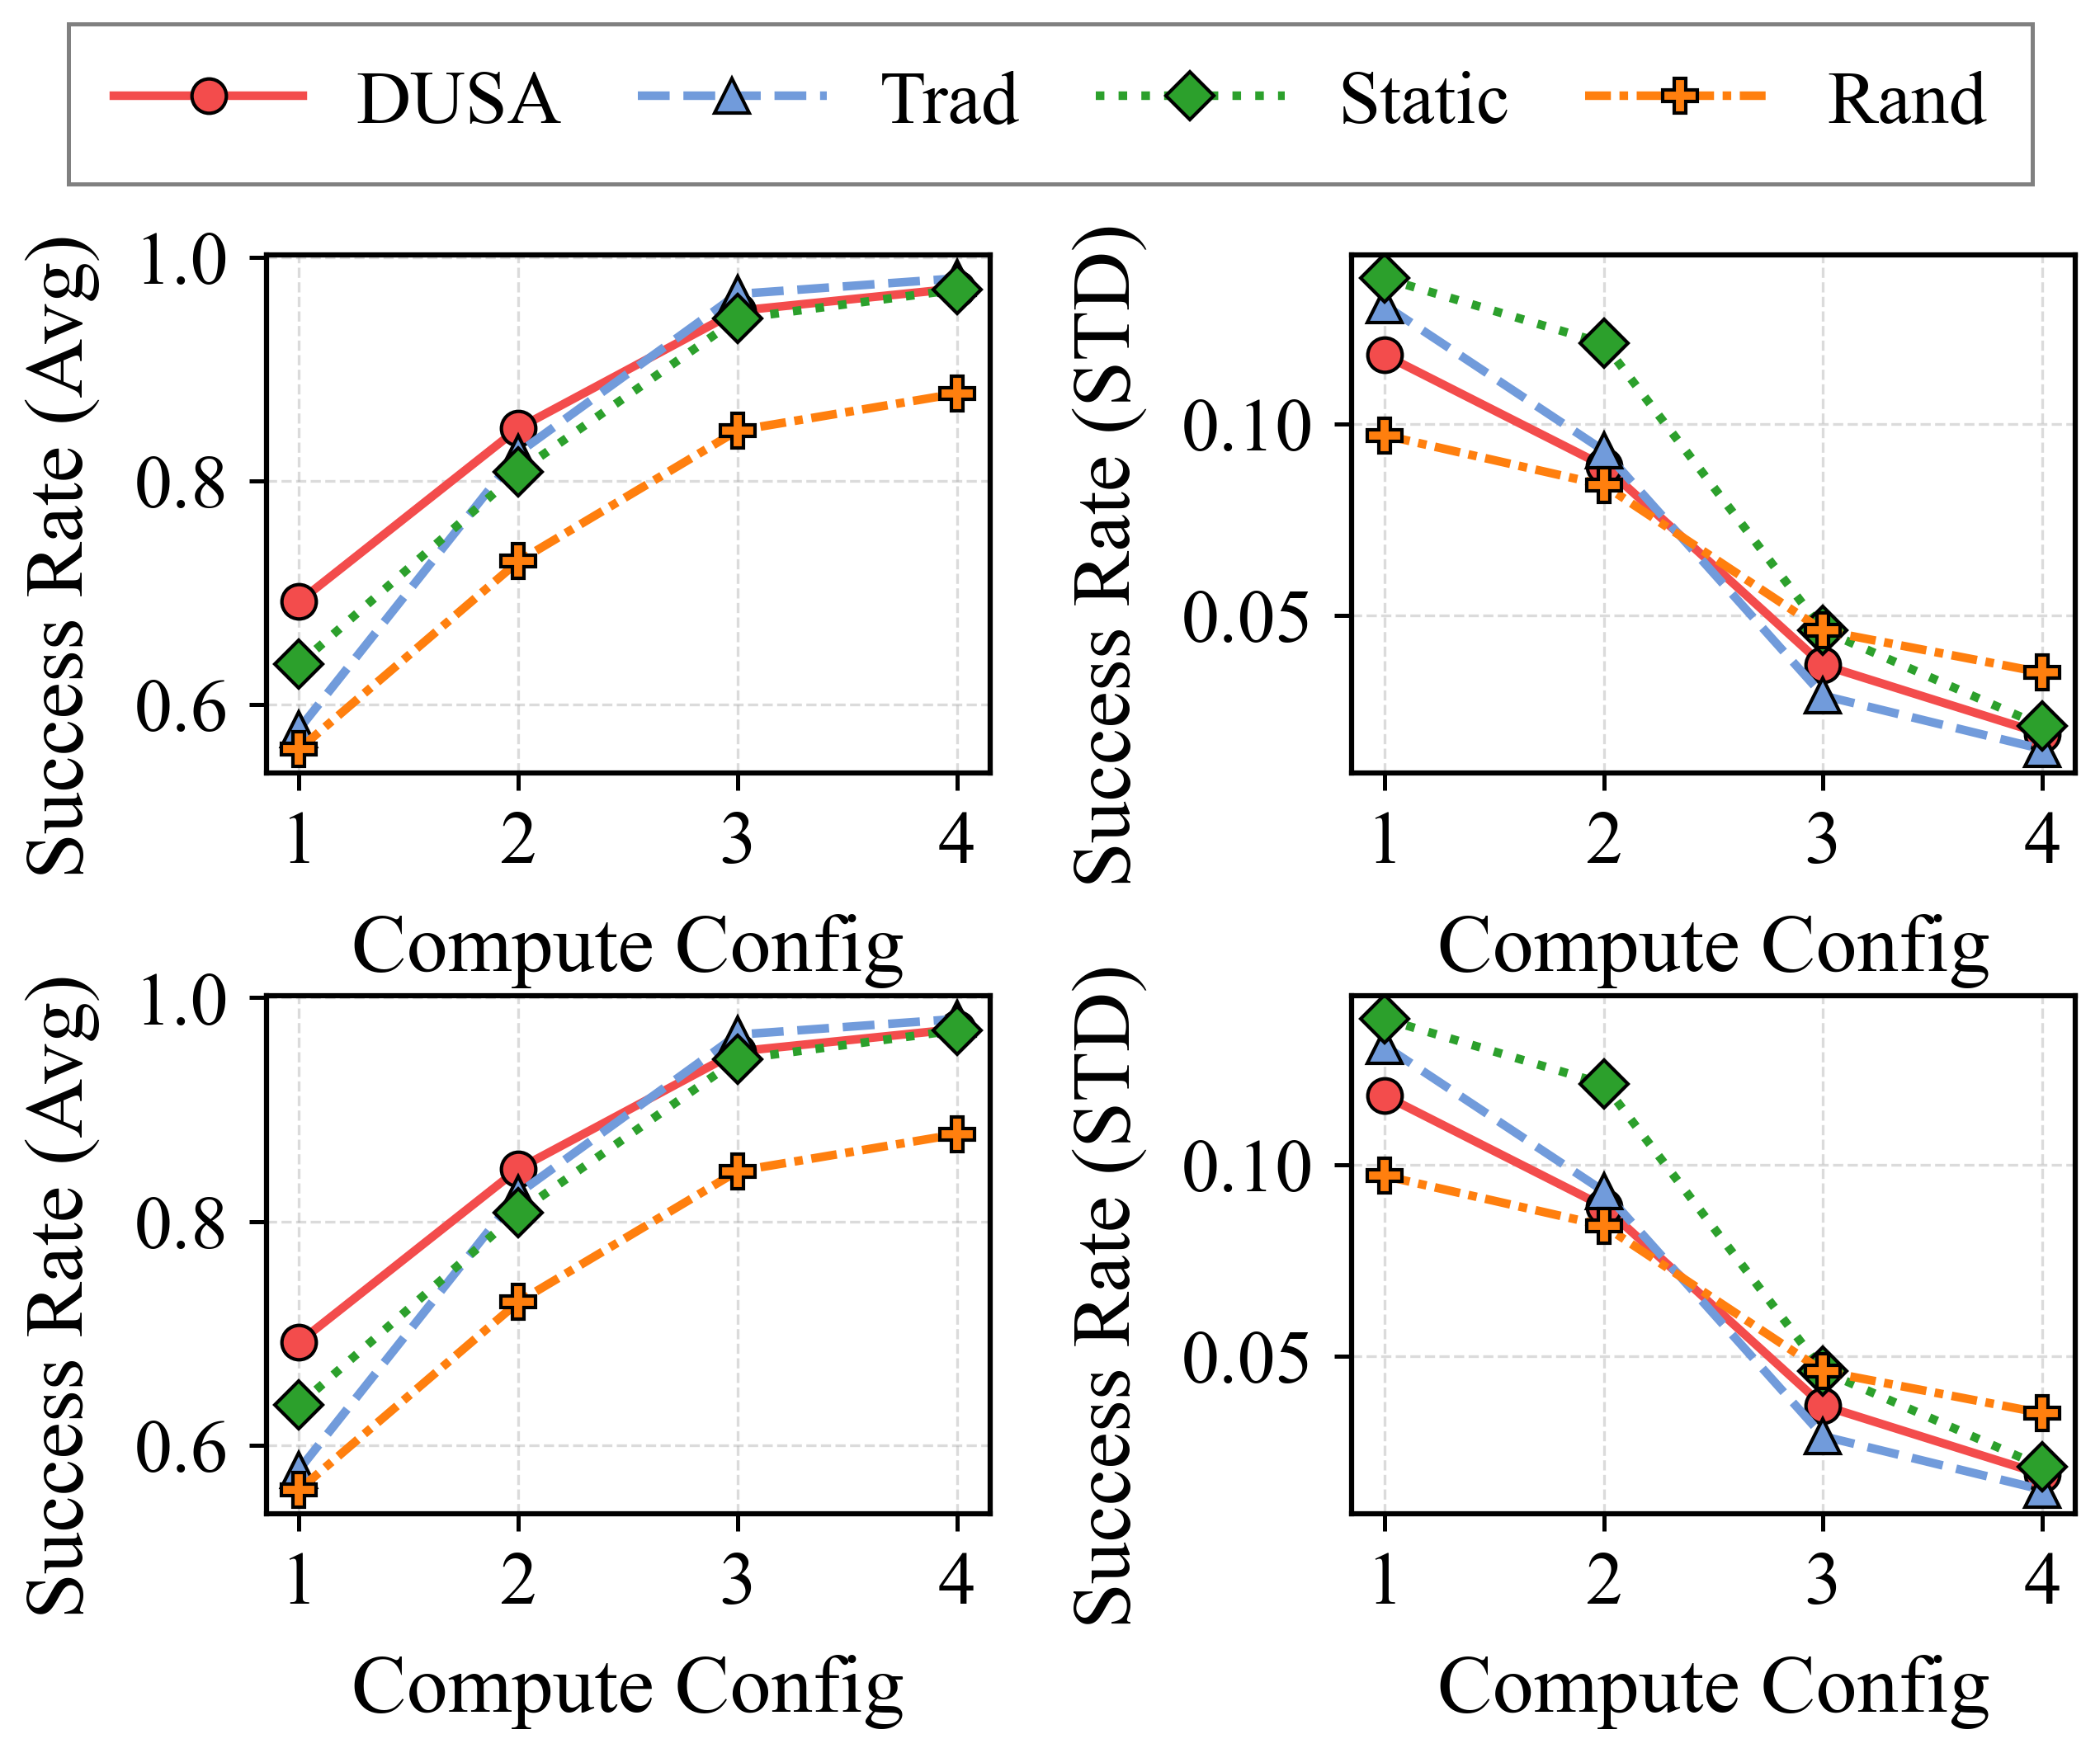 DUSA Trad Static Rand
Success Rate (Avg)
1.0
0.8
0.6
1 2 3 4
Compute Config
Success Rate (STD)
0.10
0.05
1 2 3 4
Compute Config
Success Rate (Avg)
1.0
0.8
0.6
1 2 3 4
Compute Config
Success Rate (STD)
0.10
0.05
1 2 3 4
Compute Config